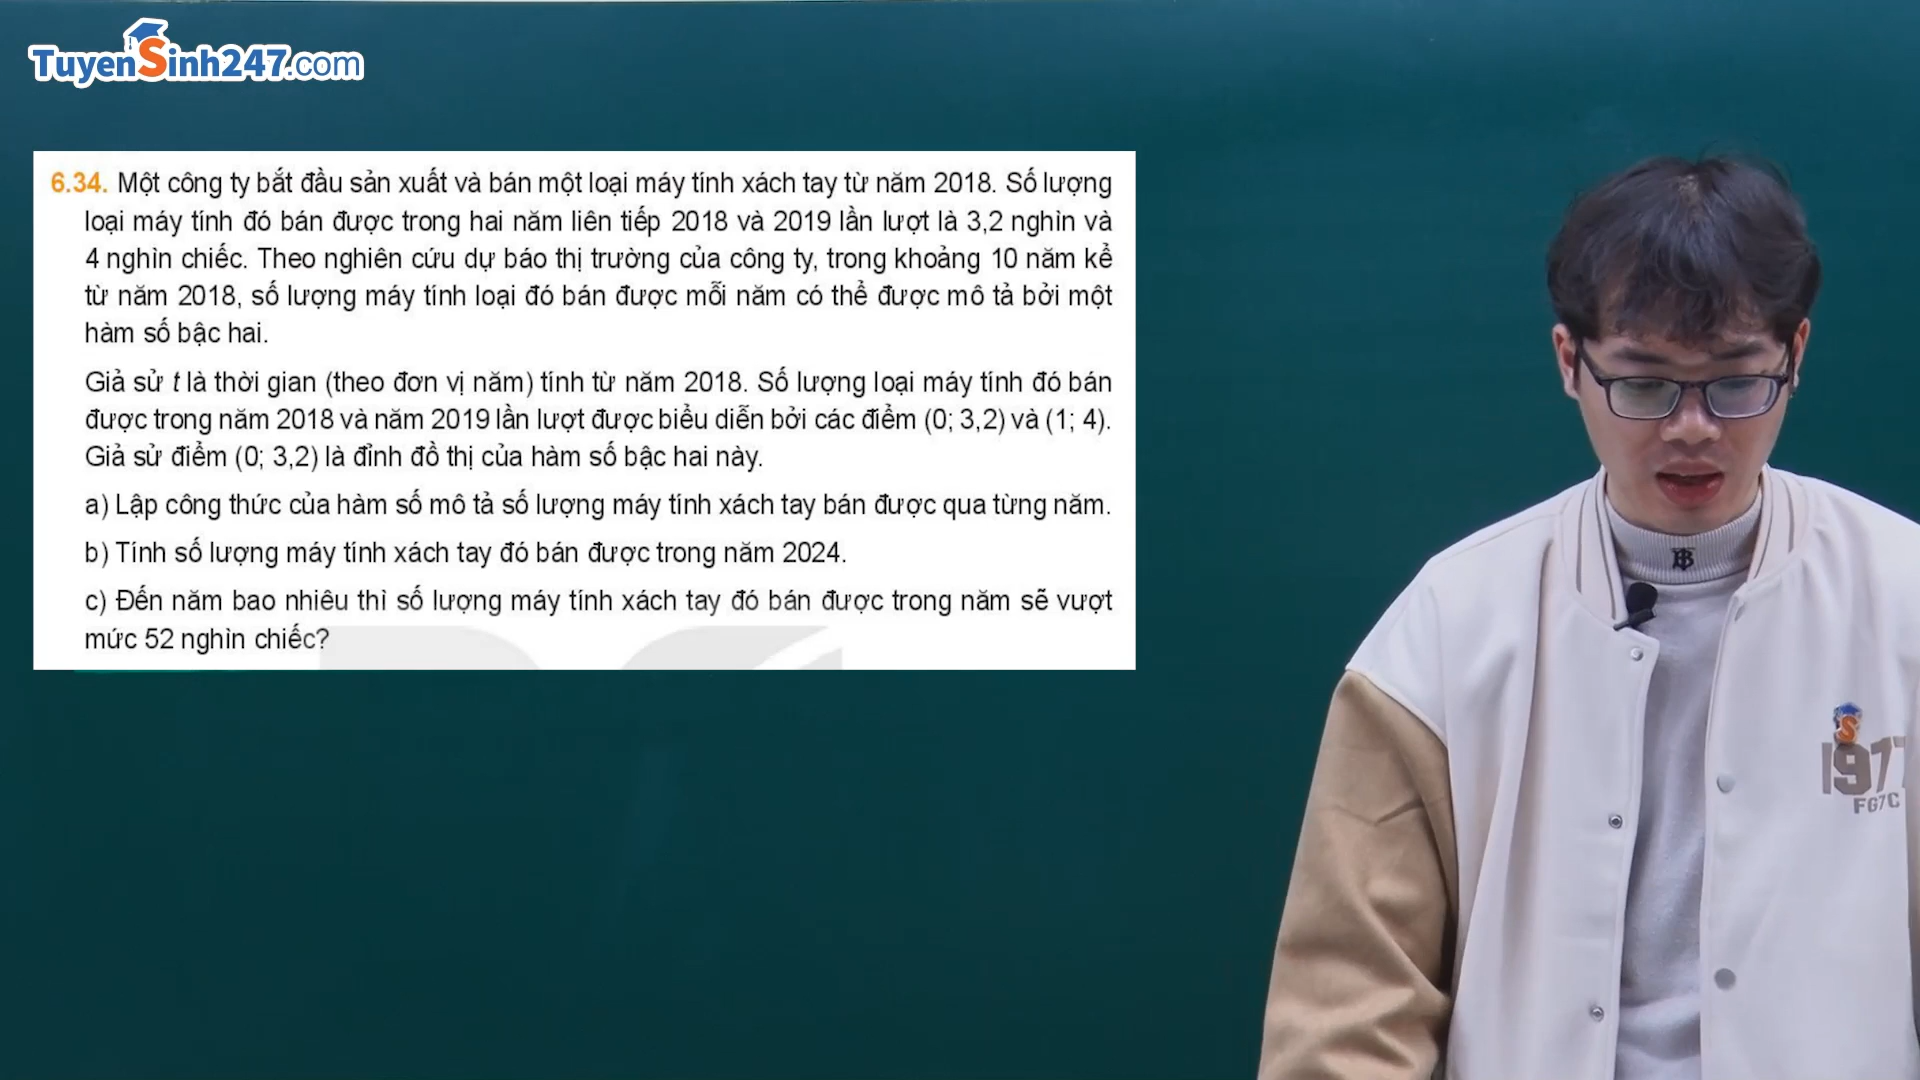 TuyenSinh247.com
6.34. Một công ty bắt đầu sản xuất và bán một loại máy tính xách tay từ năm 2018. Số lượng
loại máy tính đó bán được trong hai năm liên tiếp 2018 và 2019 lần lượt là 3,2 nghìn và
4 nghìn chiếc. Theo nghiên cứu dự báo thị trường của công ty, trong khoảng 10 năm kể
từ năm 2018, số lượng máy tính loại đó bán được mỗi năm có thể được mô tả bởi một
hàm số bậc hai.
Giả sử t là thời gian (theo đơn vị năm) tính từ năm 2018. Số lượng loại máy tính đó bán
được trong năm 2018 và năm 2019 lần lượt được biểu diễn bởi các điểm (0; 3,2) và (1; 4).
Giả sử điểm (0; 3,2) là đỉnh đồ thị của hàm số bậc hai này.
a) Lập công thức của hàm số mô tả số lượng máy tính xách tay bán được qua từng năm.
b) Tính số lượng máy tính xách tay đó bán được trong năm 2024.
c) Đến năm bao nhiêu thì số lượng máy tính xách tay đó bán được trong năm sẽ vượt
mức 52 nghìn chiếc?
S
1977
FG7C